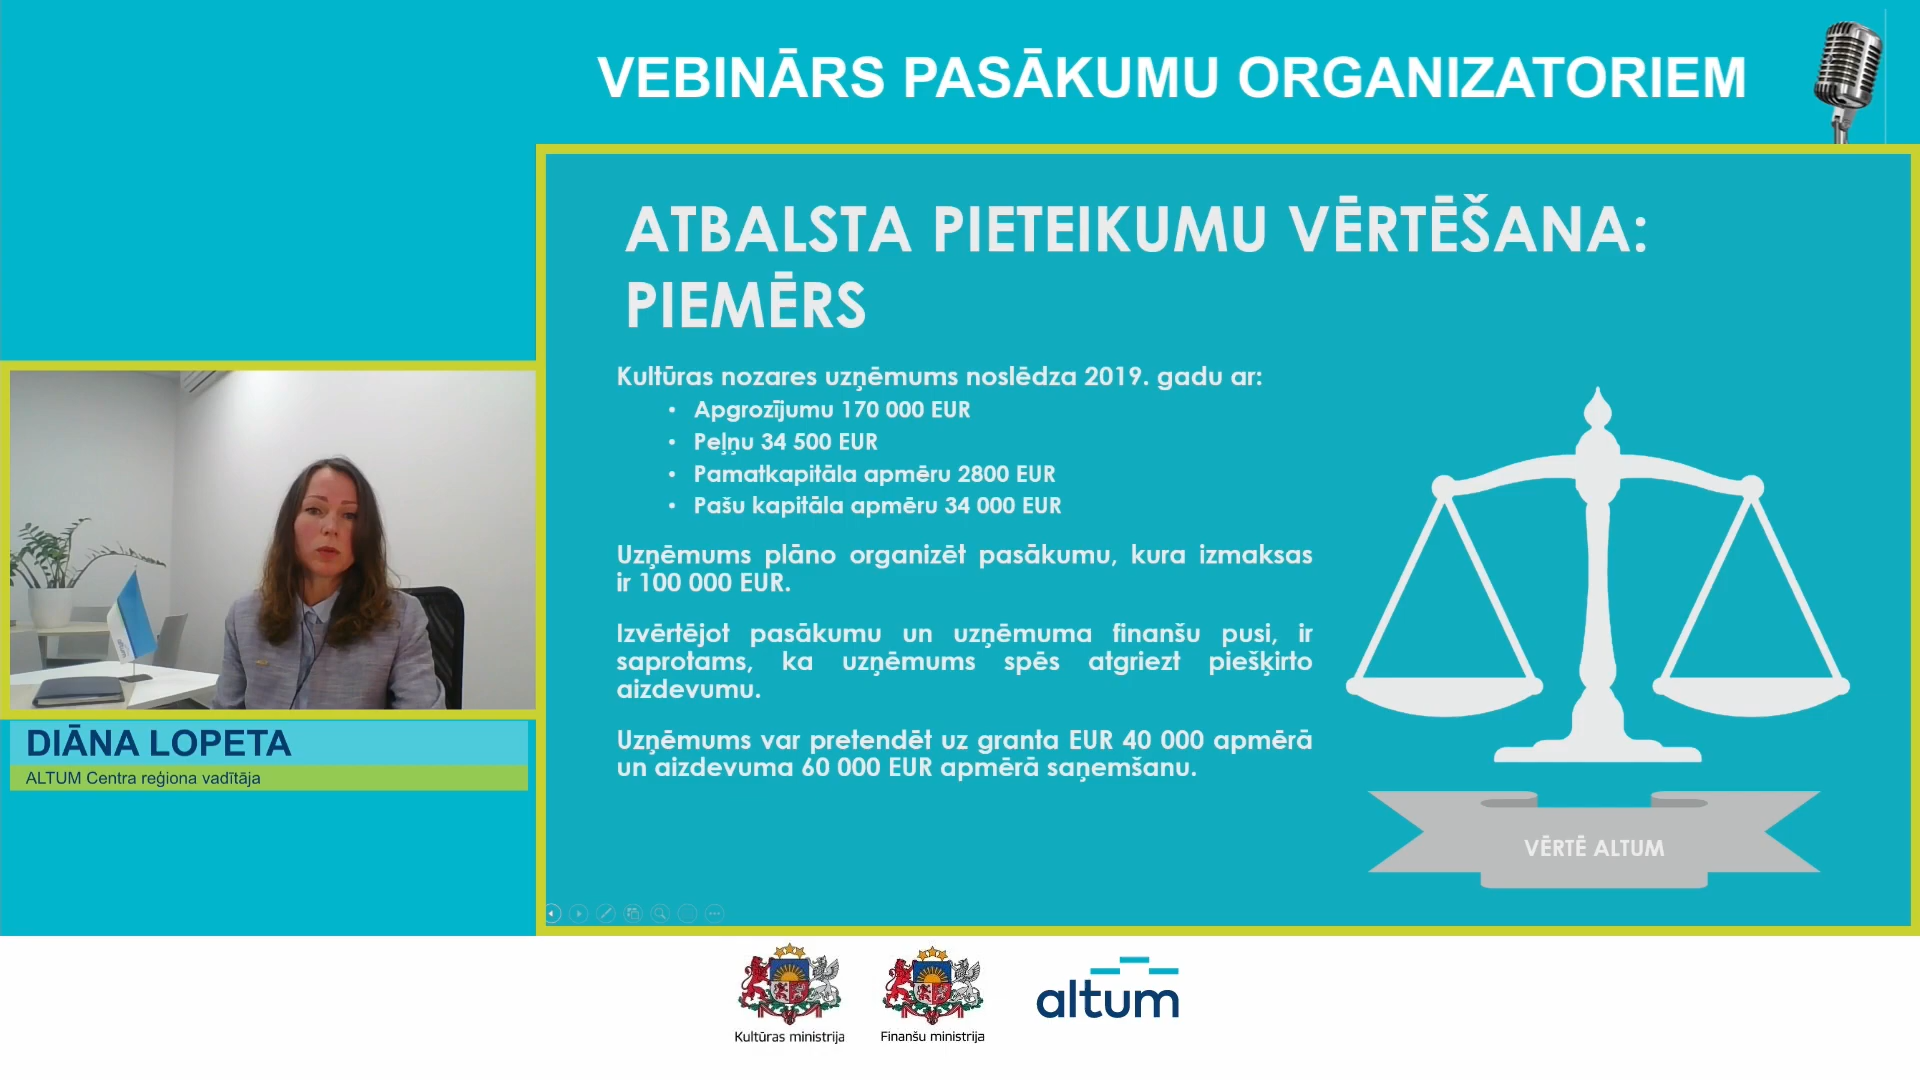 VEBINĀRS PASĀKUMU ORGANIZATORIEM
ATBALSTA PIETEIKUMU VĒRTĒŠANA:
PIEMĒRS
Kultūras nozares uzņēmums noslēdza 2019. gadu ar:
• Apgrozījumu 170 000 EUR
• Peļņu 34 500 EUR
• Pamatkapitāla apmēru 2800 EUR
• Pašu kapitāla apmēru 34 000 EUR
Uzņēmums plāno organizēt pasākumu, kura izmaksas
ir 100 000 EUR.
Izvērtējot pasākumu un uzņēmuma finanšu pusi, ir
saprotams, ka uzņēmums spēs atgriezt piešķirto
aizdevumu.
Uzņēmums var pretendēt uz granta EUR 40 000 apmērā
un aizdevuma 60 000 EUR apmērā saņemšanu.
VĒRTĒ ALTUM
altum
DIĀNA LOPETA
ALTUM Centra reģiona vadītāja
Kultūras ministrija
Finanšu ministrija
altum